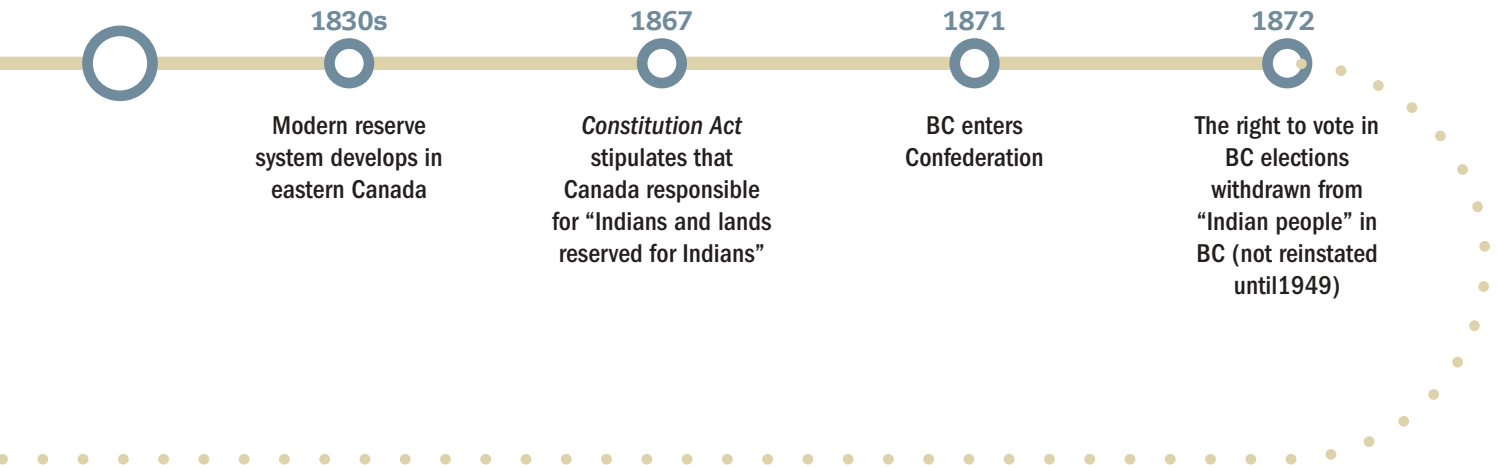 1830s
Modern reserve
system develops in
eastern Canada
1867
Constitution Act
stipulates that
Canada responsible
for “Indians and lands
reserved for Indians”
1871
BC enters
Confederation
1872
The right to vote in
BC elections
withdrawn from
“Indian people” in
BC (not reinstated
until1949)